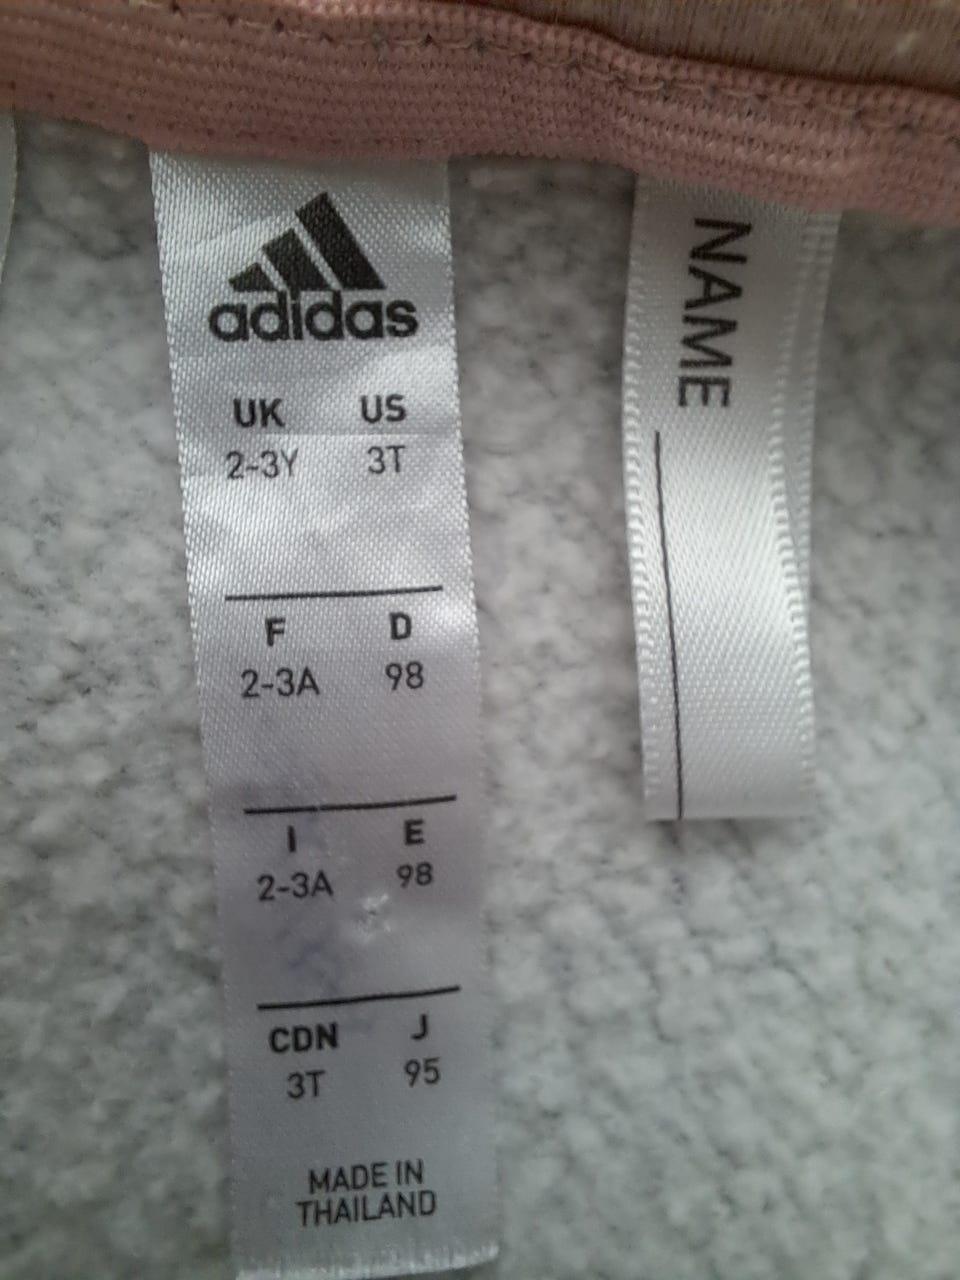 adidas
UK US
2-3Y 3T
F D
2-3A 98
I E
2-3A 98
CDN J
3T 95
MADE IN
THAILAND
NAME